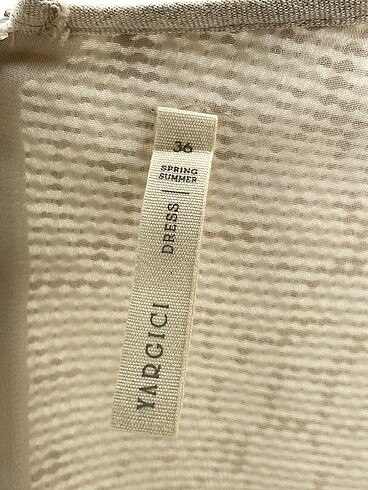 36
SPRING
SUMMER
DRESS
YARGICI